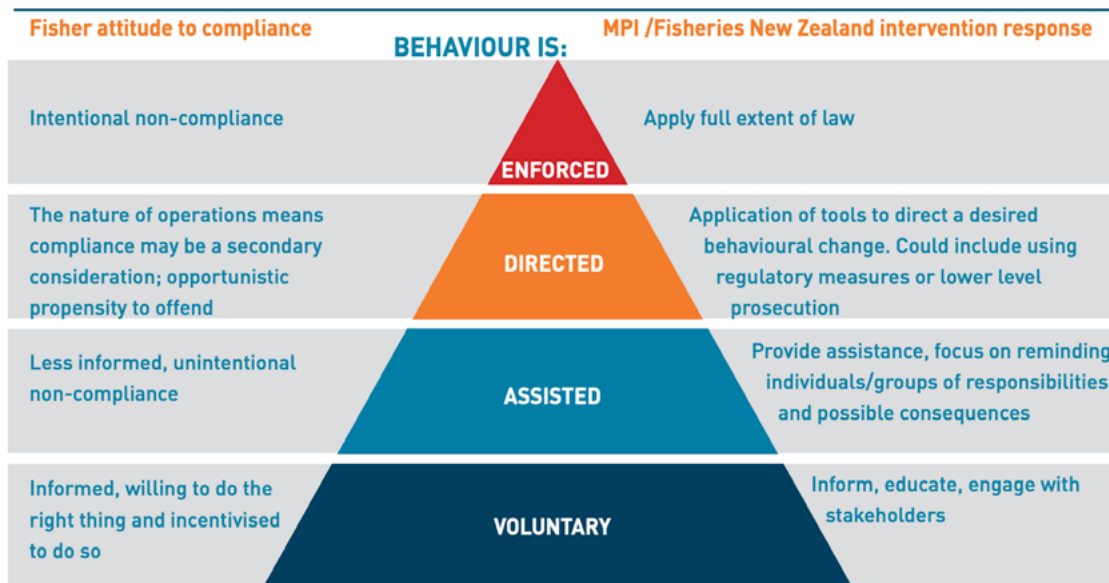 Fisher attitude to compliance
MPI /Fisheries New Zealand intervention response
BEHAVIOUR IS:
Intentional non-compliance
ENFORCED
Apply full extent of law
The nature of operations means
compliance may be a secondary
consideration; opportunistic
propensity to offend
DIRECTED
Application of tools to direct a desired
behavioural change. Could include using
regulatory measures or lower level
prosecution
Less informed, unintentional
non-compliance
ASSISTED
Provide assistance, focus on reminding
individuals/groups of responsibilities
and possible consequences
Informed, willing to do the
right thing and incentivised
to do so
VOLUNTARY
Inform, educate, engage with
stakeholders